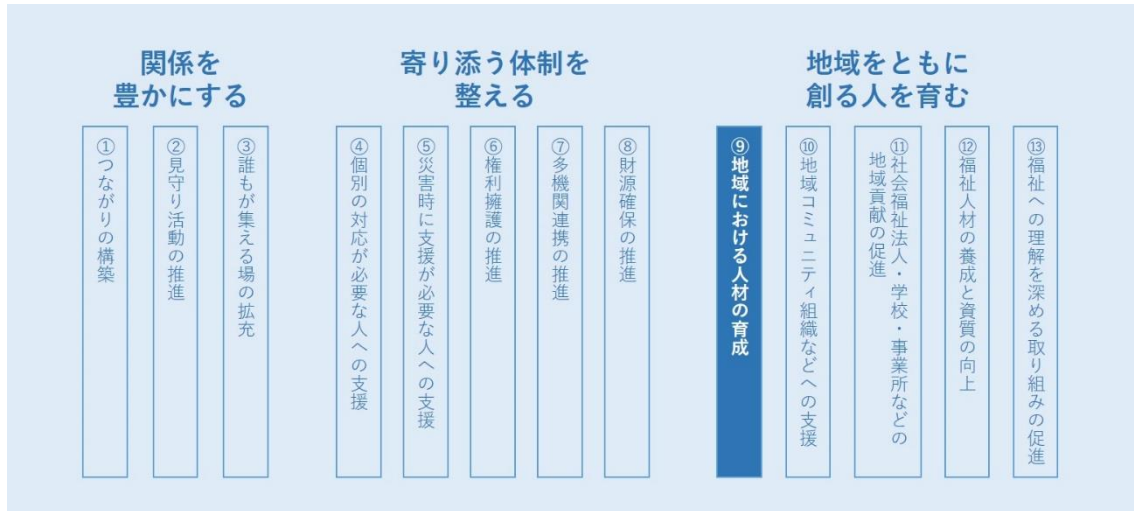 関係を
豊かにする
①つながりの構築
②見守り活動の推進
③誰もが集える場の拡充
寄り添う体制を
整える
④個別の対応が必要な人への支援
⑤災害時に支援が必要な人への支援
⑥権利擁護の推進
⑦多機関連携の推進
⑧財源確保の推進
地域をともに
創る人を育む
⑨地域における人材の育成
⑩地域コミュニティ組織などへの支援
⑪社会福祉法人・学校・事業所などの
地域貢献の促進
⑫福祉人材の養成と資質の向上
⑬福祉への理解を深める取り組みの促進